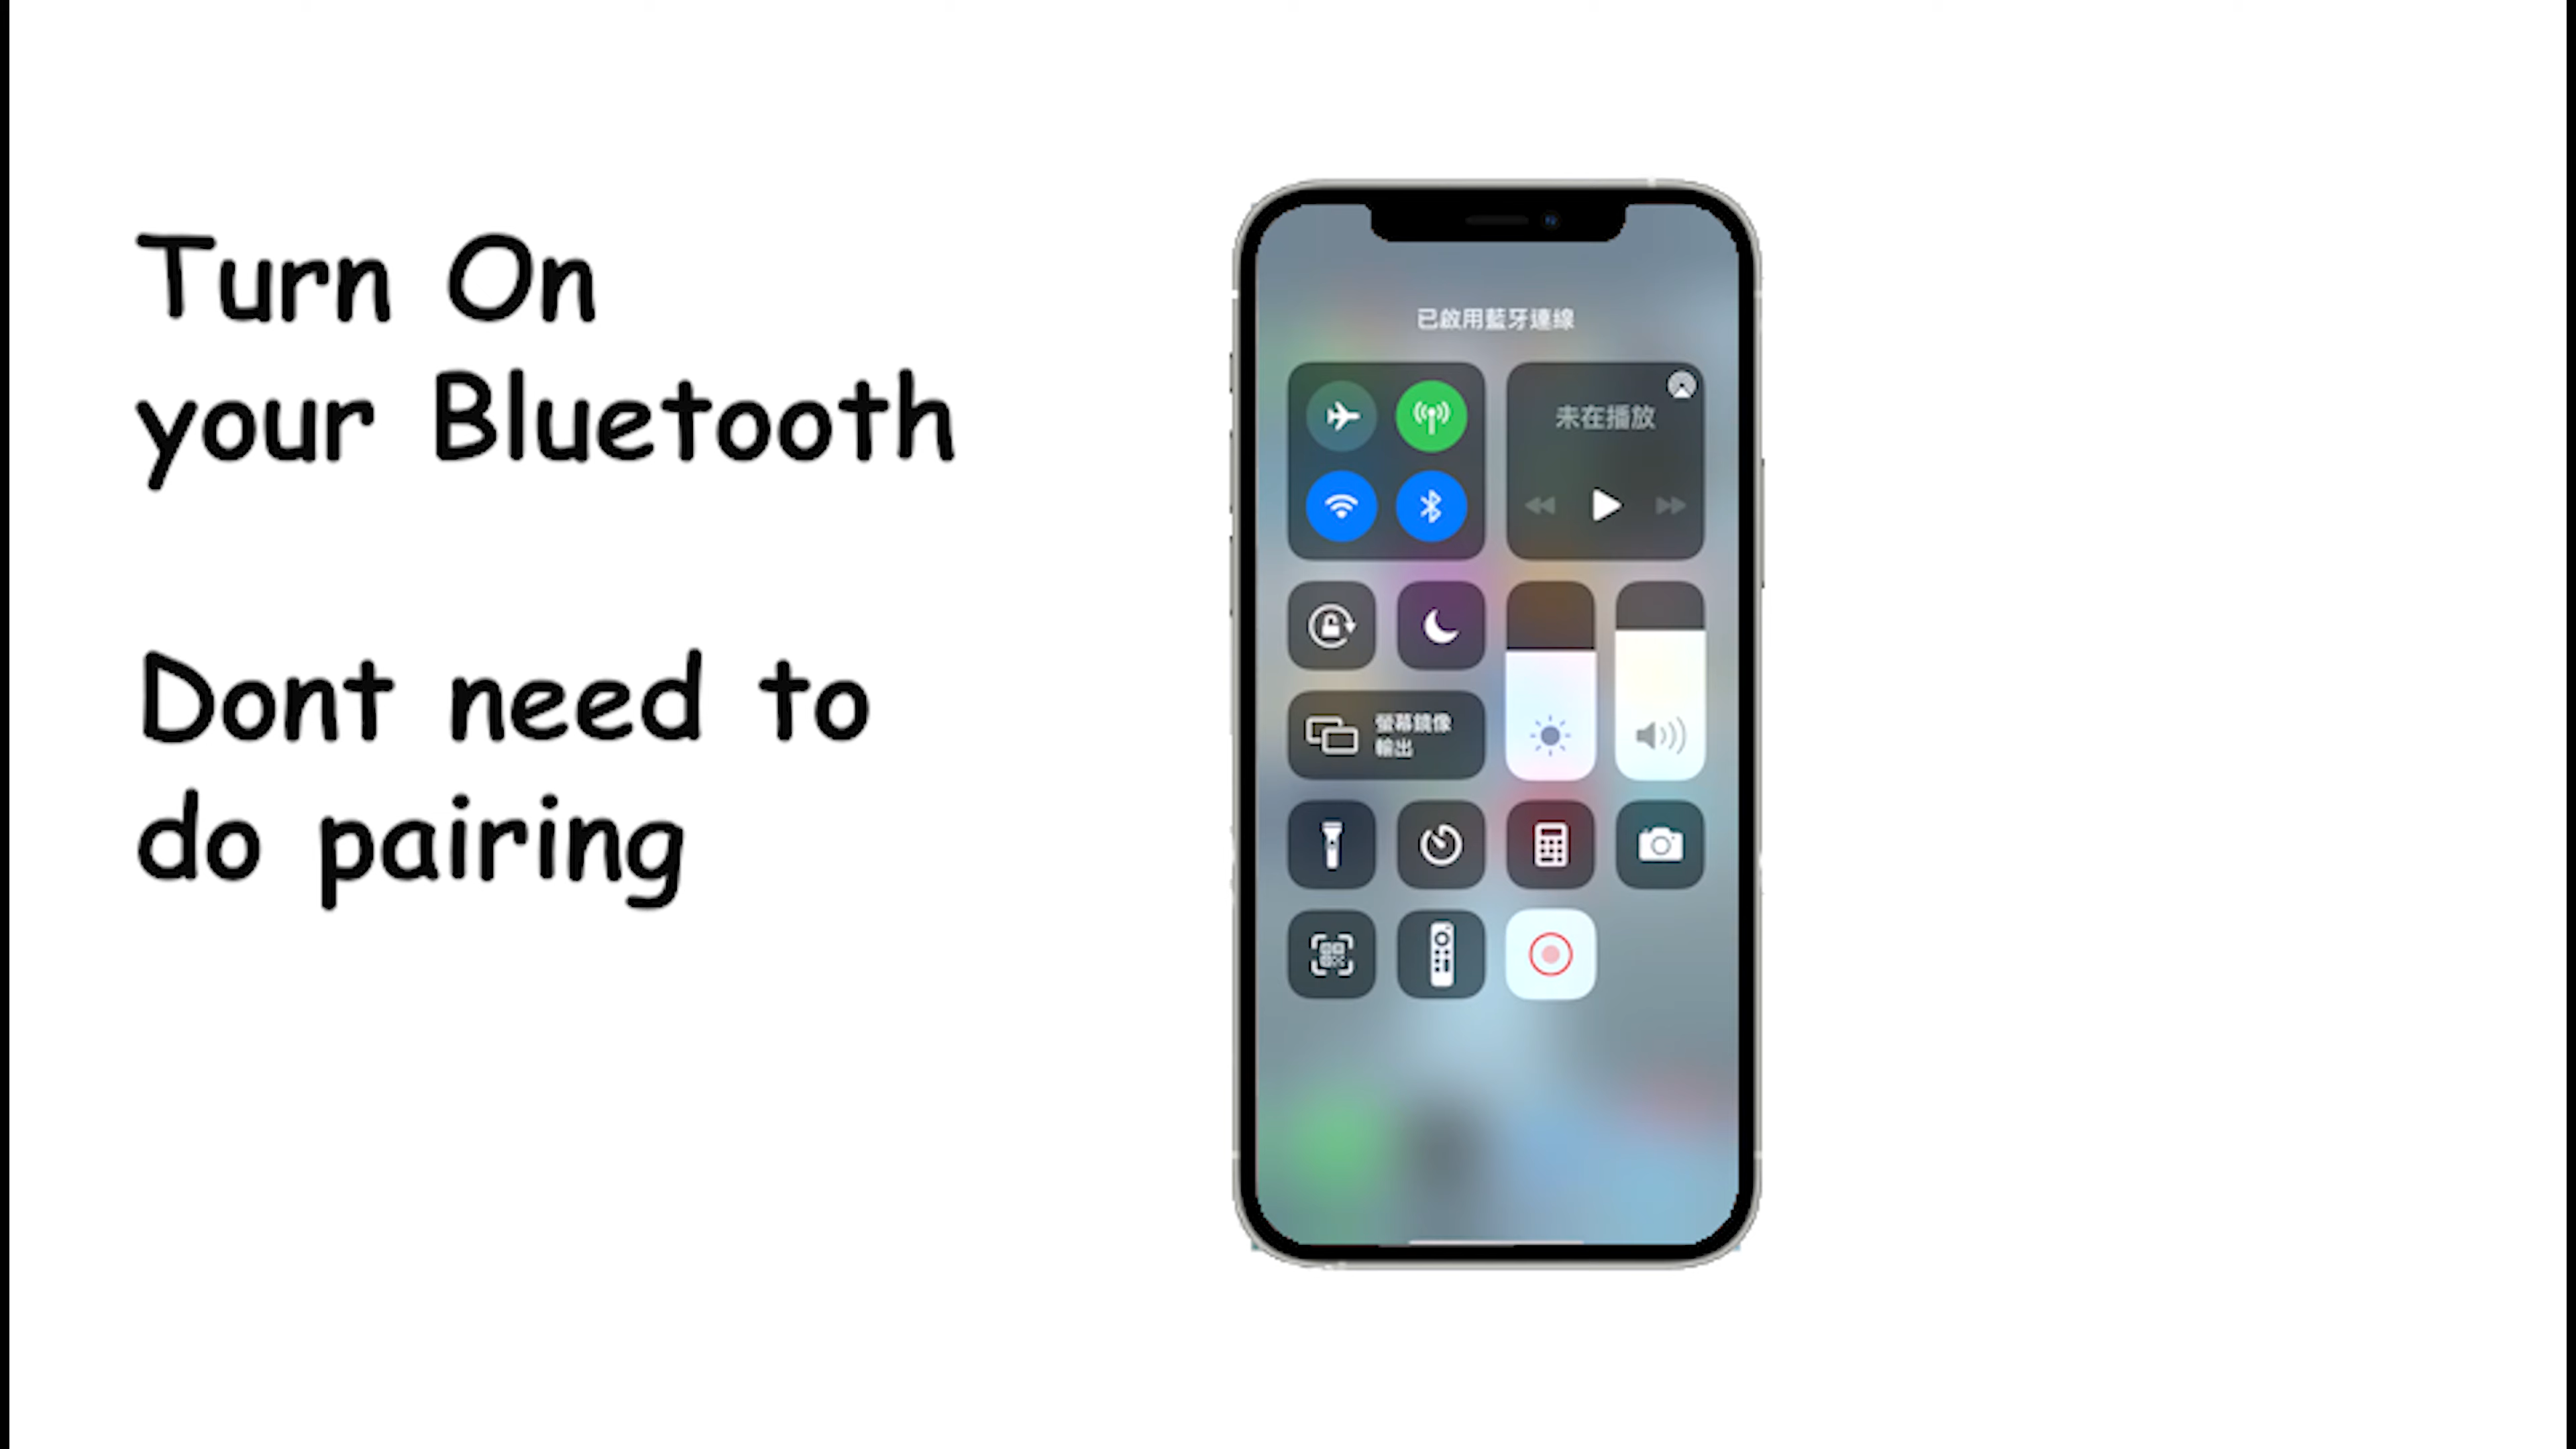 Turn On
your Bluetooth
Dont need to
do pairing
已啟用藍牙連線
未在播放
螢幕鏡像
輸出